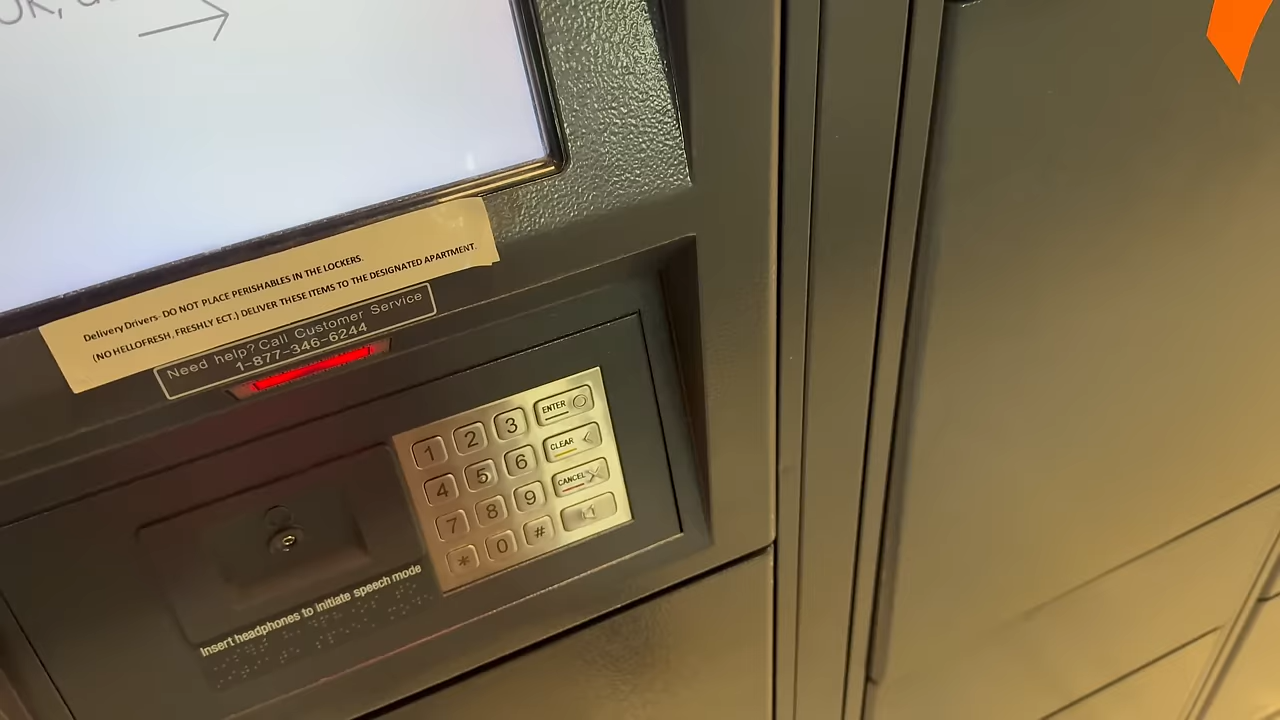 OK,
Delivery Drivers- DO NOT PLACE PERISHABLES IN THE LOCKERS.
(NO HELLOFRESH, FRESHLY ECT.) DELIVER THESE ITEMS TO THE DESIGNATED APARTMENT.
Need help? Call Customer Service
1-877-346-6244
1 2 3 ENTER
4 5 6 CLEAR
7 8 9 CANCEL
* 0 #
Insert headphones to initiate speech mode